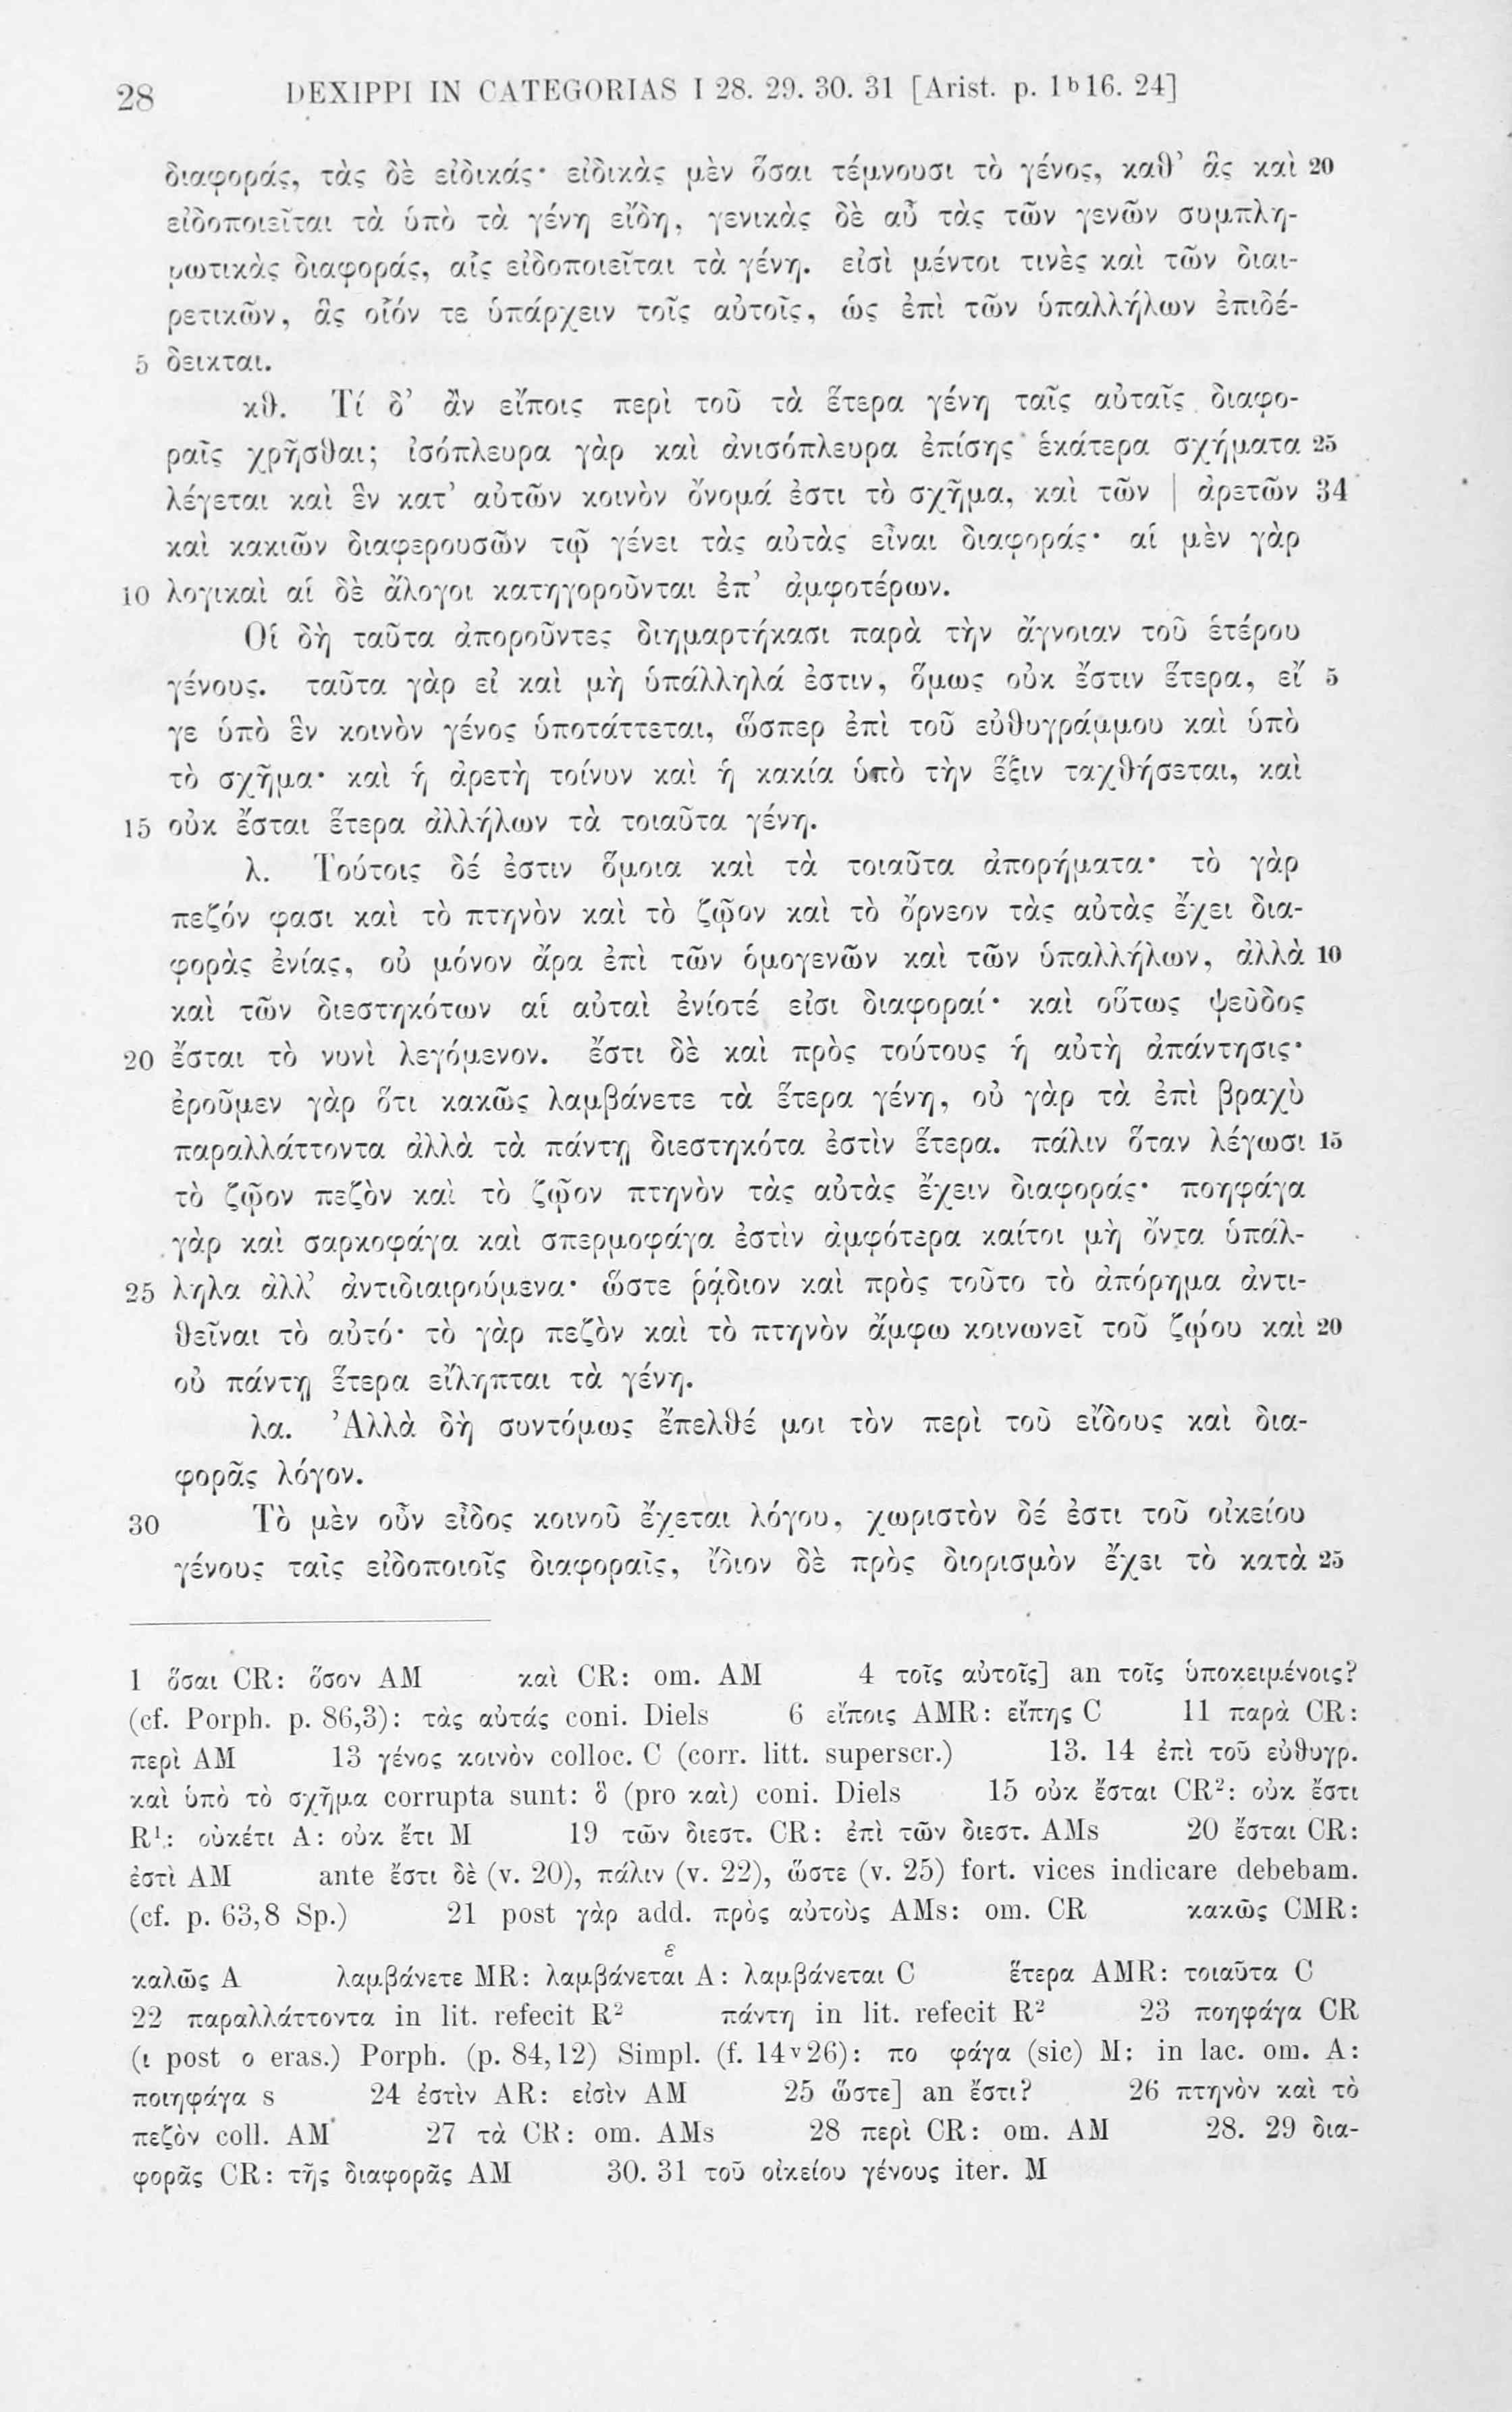 28 DEXIPPI IN CATEGORIAS I 28. 29. 30. 31 [Arist. p. 1b16. 24]
διαφοράς, τὰς δὲ εἰδικάς· εἰδικὰς μὲν ὅσαι τέμνουσι τὸ γένος, καθ’ ἃς καὶ 20
εἰδοποιεῖται τὰ ὑπὸ τὰ γένη εἴδη, γενικὰς δὲ αὖ τὰς τῶν γενῶν συμπλη-
ρωτικὰς διαφοράς, αἷς εἰδοποιεῖται τὰ γένη. εἰσὶ μέντοι τινὲς καὶ τῶν διαι-
ρετικῶν, ἃς οἷόν τε ὑπάρχειν τοῖς αὐτοῖς, ὡς ἐπὶ τῶν ὑπαλλήλων ἐπιδέ-
5 δεικται.
κθ. Τί δ’ ἂν εἴποις περὶ τοῦ τὰ ἕτερα γένη ταῖς αὐταῖς διαφο-
ραῖς χρῆσθαι; ἰσόπλευρα γὰρ καὶ ἀνισόπλευρα ἐπίσης ἑκάτερα σχήματα 25
λέγεται καὶ ἓν κατ’ αὐτῶν κοινὸν ὄνομά ἐστι τὸ σχῆμα, καὶ τῶν | ἀρετῶν 34
καὶ κακιῶν διαφερουσῶν τῷ γένει τὰς αὐτὰς εἶναι διαφοράς· αἱ μὲν γὰρ
10 λογικαὶ αἱ δὲ ἄλογοι κατηγοροῦνται ἐπ’ ἀμφοτέρων.
Οἱ δὴ ταῦτα ἀποροῦντες διημαρτήκασι παρὰ τὴν ἄγνοιαν τοῦ ἑτέρου
γένους. ταῦτα γὰρ εἰ καὶ μὴ ὑπάλληλά ἐστιν, ὅμως οὐκ ἔστιν ἕτερα, εἴ 5
γε ὑπὸ ἓν κοινὸν γένος ὑποτάττεται, ὥσπερ ἐπὶ τοῦ εὐθυγράμμου καὶ ὑπὸ
τὸ σχῆμα· καὶ ἡ ἀρετὴ τοίνυν καὶ ἡ κακία ὑπὸ τὴν ἕξιν ταχθήσεται, καὶ
15 οὐκ ἔσται ἕτερα ἀλλήλων τὰ τοιαῦτα γένη.
λ. Τούτοις δέ ἐστιν ὅμοια καὶ τὰ τοιαῦτα ἀπορήματα· τὸ γὰρ
πεζόν φασι καὶ τὸ πτηνὸν καὶ τὸ ζῷον καὶ τὸ ὄρνεον τὰς αὐτὰς ἔχει δια-
φορὰς ἐνίας, οὐ μόνον ἄρα ἐπὶ τῶν ὁμογενῶν καὶ τῶν ὑπαλλήλων, ἀλλὰ 10
καὶ τῶν διεστηκότων αἱ αὐταὶ ἐνίοτέ εἰσι διαφοραί· καὶ οὕτως ψεῦδος
20 ἔσται τὸ νυνὶ λεγόμενον. ἔστι δὲ καὶ πρὸς τούτους ἡ αὐτὴ ἀπάντησις·
ἐροῦμεν γὰρ ὅτι κακῶς λαμβάνετε τὰ ἕτερα γένη, οὐ γὰρ τὰ ἐπὶ βραχὺ
παραλλάττοντα ἀλλὰ τὰ πάντῃ διεστηκότα ἐστὶν ἕτερα. πάλιν ὅταν λέγωσι 15
τὸ ζῷον πεζὸν καὶ τὸ ζῷον πτηνὸν τὰς αὐτὰς ἔχειν διαφοράς· ποηφάγα
γὰρ καὶ σαρκοφάγα καὶ σπερμοφάγα ἐστὶν ἀμφότερα καίτοι μὴ ὄντα ὑπάλ-
25 ληλα ἀλλ’ ἀντιδιαιρούμενα· ὥστε ῥᾴδιον καὶ πρὸς τοῦτο τὸ ἀπόρημα ἀντι-
θεῖναι τὸ αὐτό· τὸ γὰρ πεζὸν καὶ τὸ πτηνὸν ἄμφω κοινωνεῖ τοῦ ζῴου καὶ 20
οὐ πάντῃ ἕτερα εἴληπται τὰ γένη.
λα. Ἀλλὰ δὴ συντόμως ἔπελθέ μοι τὸν περὶ τοῦ εἴδους καὶ δια-
φορᾶς λόγον.
30 Τὸ μὲν οὖν εἶδος κοινοῦ ἔχεται λόγου, χωριστὸν δέ ἐστι τοῦ οἰκείου
γένους ταῖς εἰδοποιοῖς διαφοραῖς, ἴδιον δὲ πρὸς διορισμὸν ἔχει τὸ κατὰ 25
1 ὅσαι CR: ὅσον AM καὶ CR: om. AM 4 τοῖς αὐτοῖς] an τοῖς ὑποκειμένοις?
(cf. Porph. p. 86,3): τὰς αὐτάς coni. Diels 6 εἴποις AMR: εἴπῃς C 11 παρὰ CR:
περὶ AM 13 γένος κοινὸν colloc. C (corr. litt. superscr.) 13. 14 ἐπὶ τοῦ εὐθυγρ.
καὶ ὑπὸ τὸ σχῆμα corrupta sunt: ὃ (pro καὶ) coni. Diels 15 οὐκ ἔσται CR²: οὐκ ἔστι
R¹: οὐκέτι A: οὐκ ἔτι M 19 τῶν διεστ. CR: ἐπὶ τῶν διεστ. AMs 20 ἔσται CR:
ἐστὶ AM ante ἔστι δὲ (v. 20), πάλιν (v. 22), ὥστε (v. 25) fort. vices indicare debebam.
(cf. p. 63,8 Sp.) 21 post γὰρ add. πρὸς αὐτοὺς AMs: om. CR κακῶς CMR:
καλῶς A λαμβάνετε MR: λαμβάνεταιε A: λαμβάνεται C ἕτερα AMR: τοιαῦτα C
22 παραλλάττοντα in lit. refecit R² πάντη in lit. refecit R² 23 ποηφάγα CR
(ι post ο eras.) Porph. (p. 84,12) Simpl. (f. 14v26): πο φάγα (sic) M: in lac. om. A:
ποιηφάγα s 24 ἐστὶν AR: εἰσὶν AM 25 ὥστε] an ἔστι? 26 πτηνὸν καὶ τὸ
πεζὸν coll. AM 27 τὰ CR: om. AMs 28 περὶ CR: om. AM 28. 29 δια-
φορᾶς CR: τῆς διαφορᾶς AM 30. 31 τοῦ οἰκείου γένους iter. M